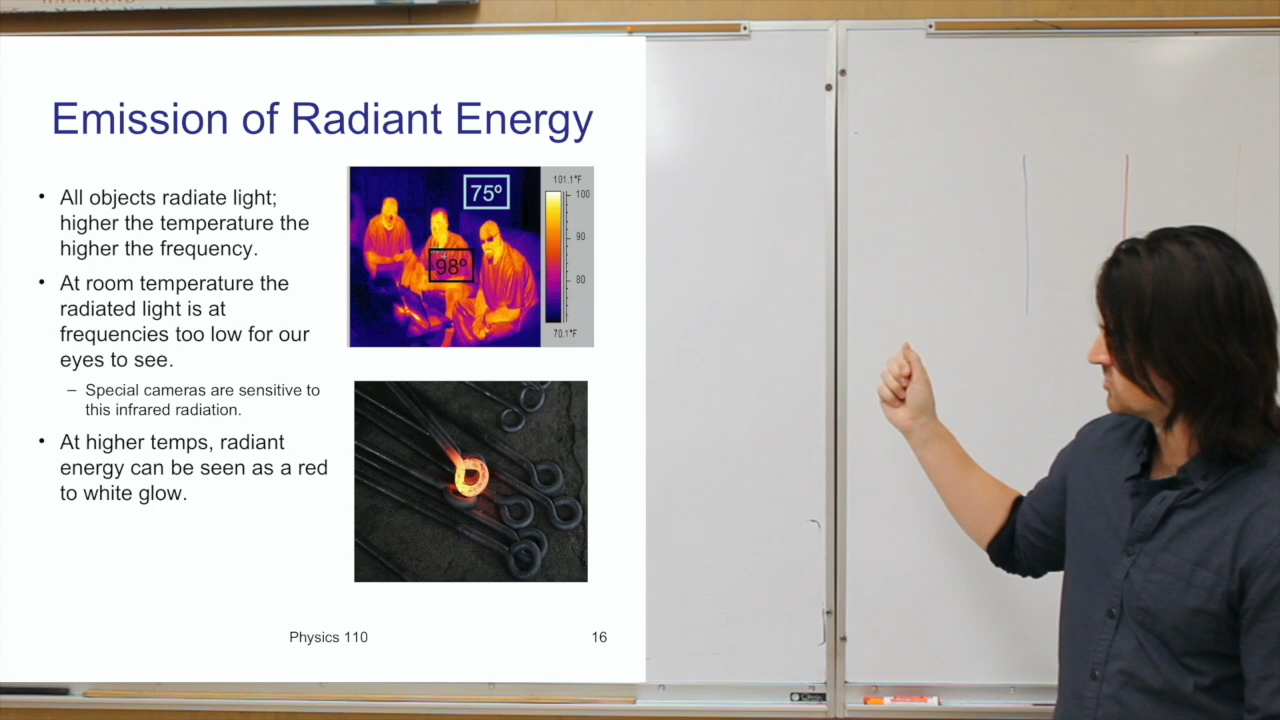 HAMMOND
Emission of Radiant Energy
• All objects radiate light;
higher the temperature the
higher the frequency.
• At room temperature the
radiated light is at
frequencies too low for our
eyes to see.
– Special cameras are sensitive to
this infrared radiation.
• At higher temps, radiant
energy can be seen as a red
to white glow.
75º
98º
101.1°F
100
90
80
70.1°F
Physics 110
16